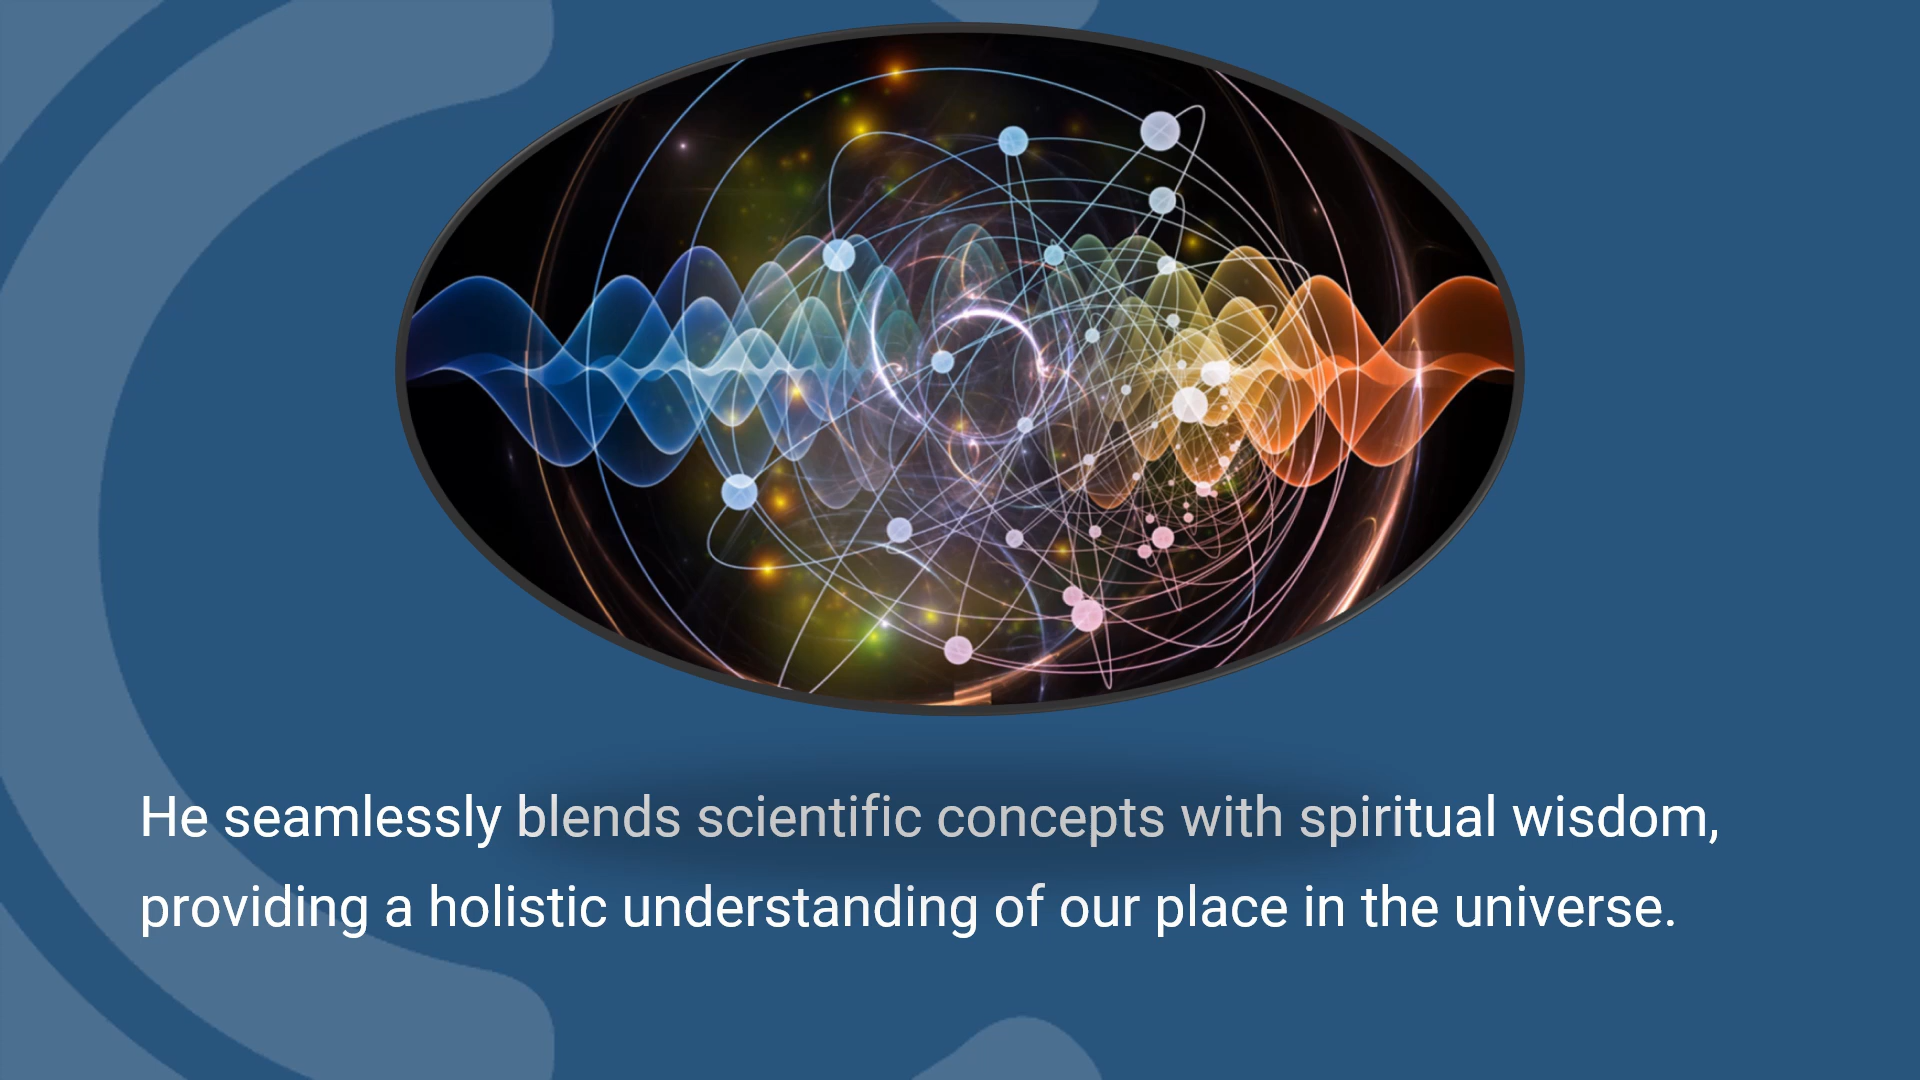 He seamlessly blends scientific concepts with spiritual wisdom,
providing a holistic understanding of our place in the universe.